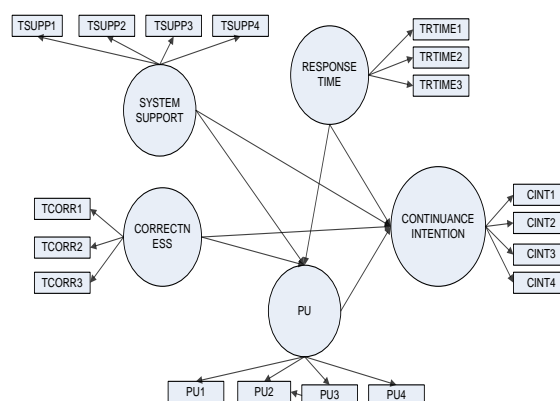 TSUPP1
TSUPP2
TSUPP3
TSUPP4
SYSTEM
SUPPORT
RESPONSE
TIME
TRTIME1
TRTIME2
TRTIME3
TCORR1
TCORR2
TCORR3
CORRECTN
ESS
CONTINUANCE
INTENTION
CINT1
CINT2
CINT3
CINT4
PU
PU1
PU2
PU3
PU4